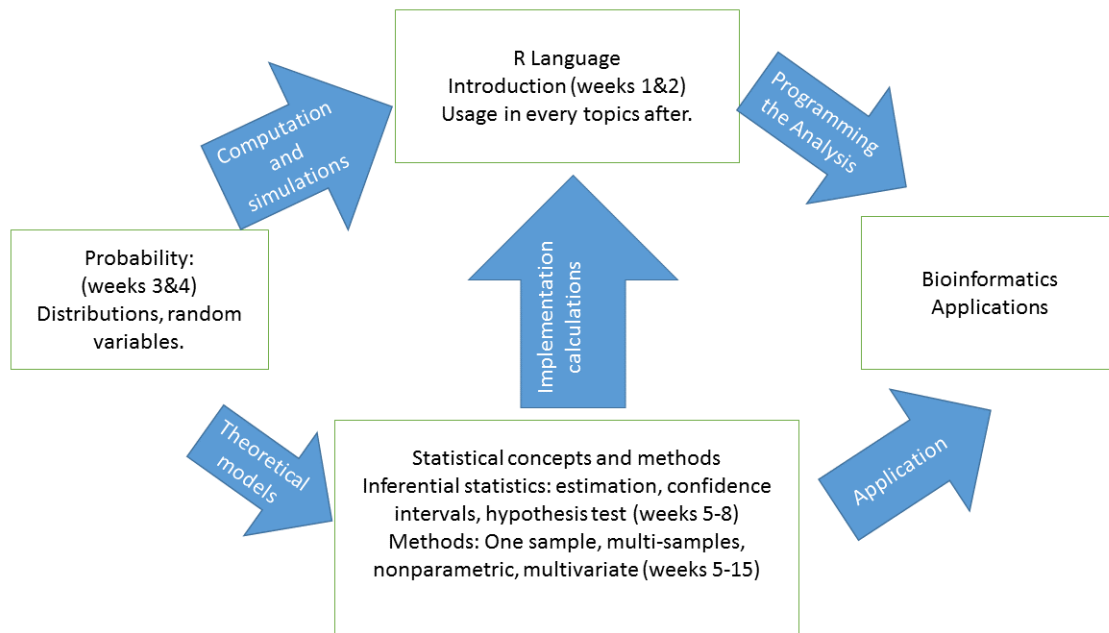 R Language
Introduction (weeks 1&2)
Usage in every topics after.
Computation
and
simulations
Programming
the Analysis
Probability:
(weeks 3&4)
Distributions, random
variables.
Implementation
calculations
Bioinformatics
Applications
Theoretical
models
Statistical concepts and methods
Inferential statistics: estimation, confidence
intervals, hypothesis test (weeks 5-8)
Methods: One sample, multi-samples,
nonparametric, multivariate (weeks 5-15)
Application